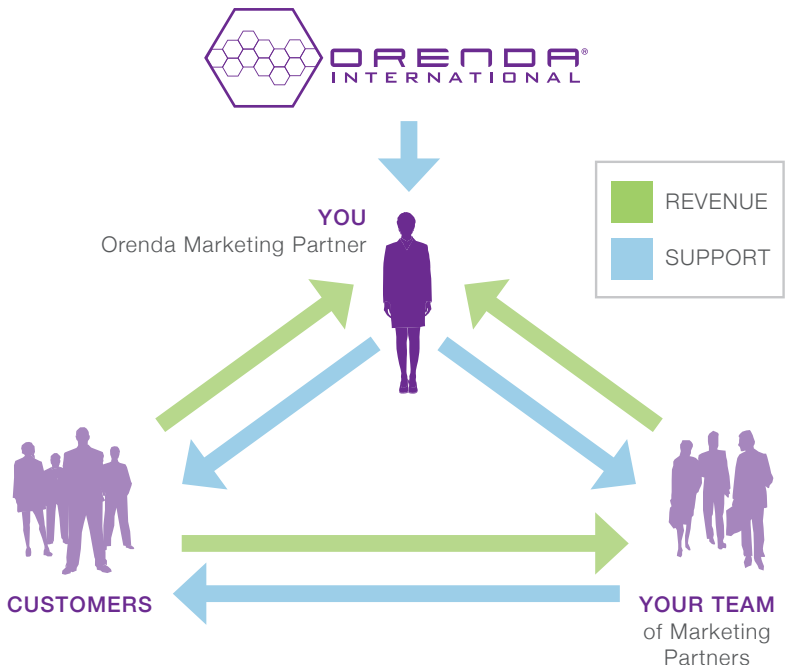 ORENDA®
INTERNATIONAL
YOU
Orenda Marketing Partner
REVENUE
SUPPORT
CUSTOMERS
YOUR TEAM
of Marketing
Partners